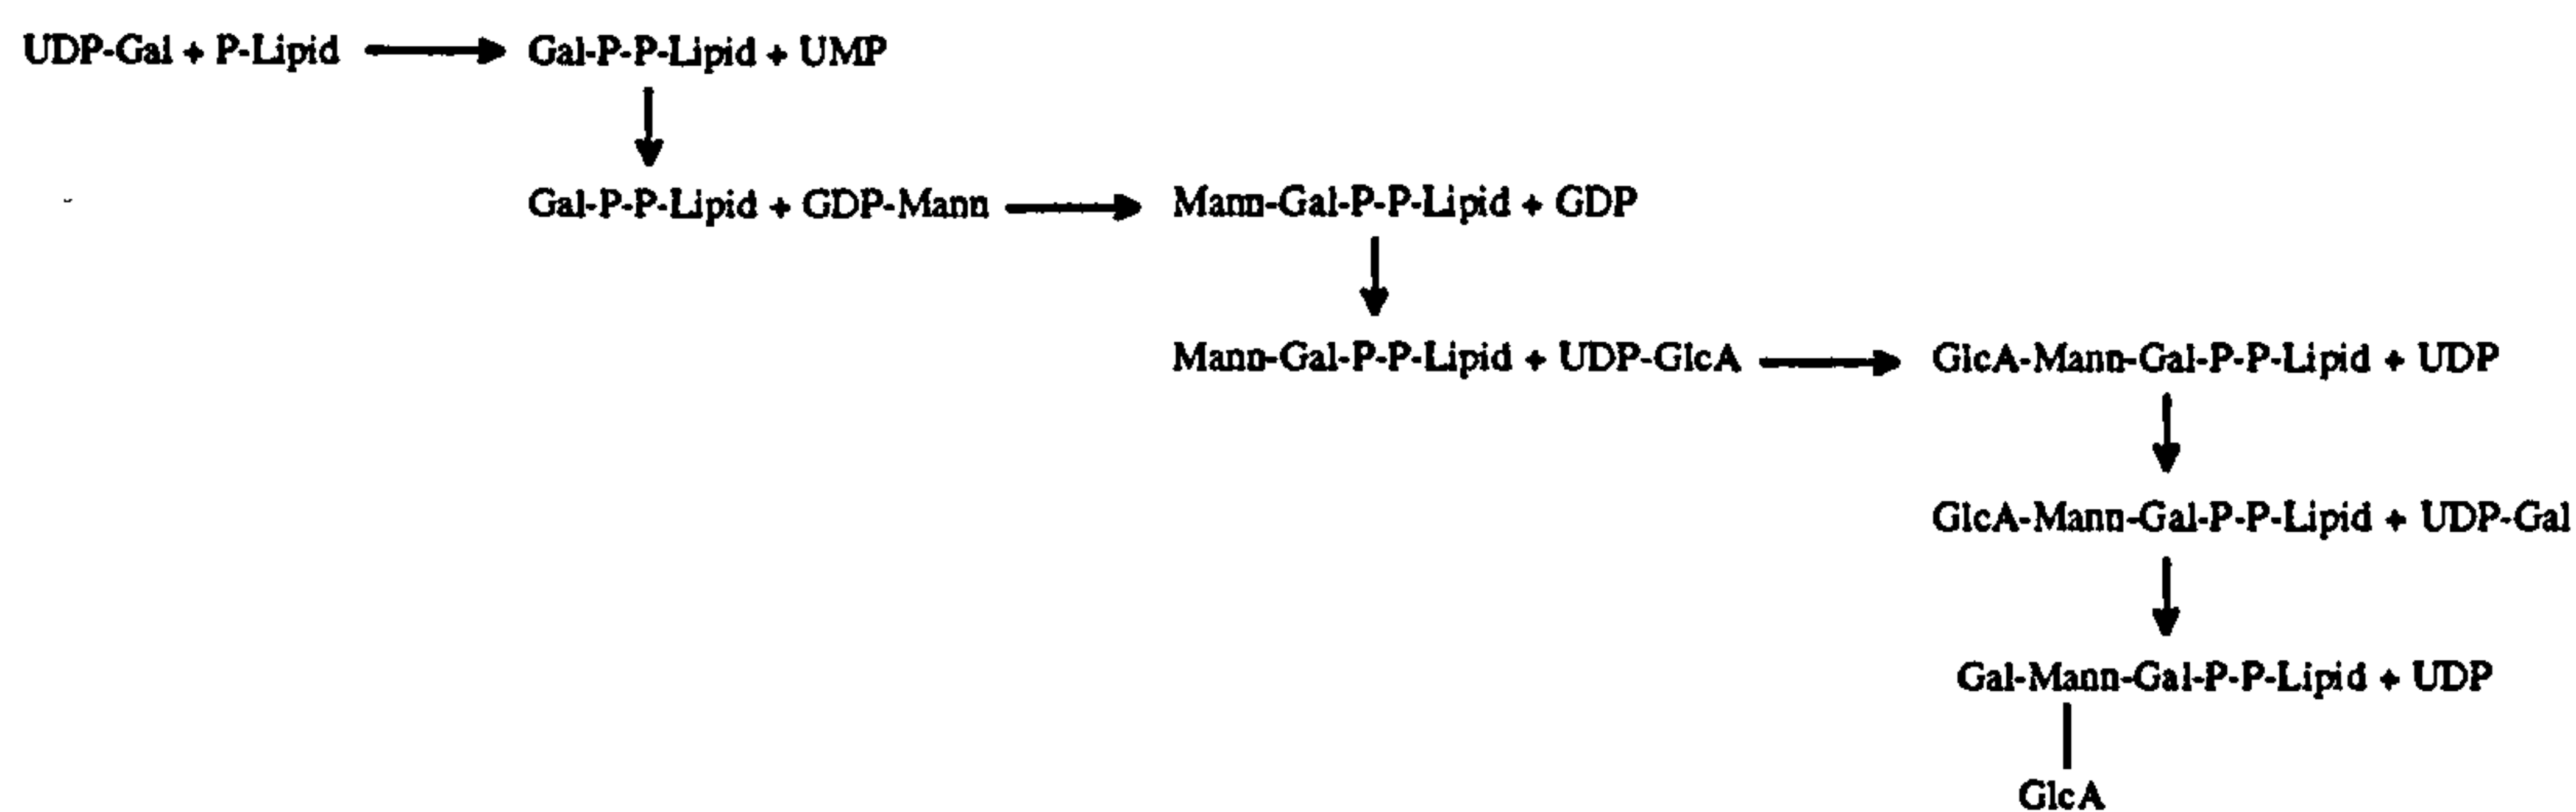 UDP-Gal + P-Lipid Gal-P-P-Lipid + UMP
Gal-P-P-Lipid + GDP-Mann Mann-Gal-P-P-Lipid + GDP
Mann-Gal-P-P-Lipid + UDP-GlcA GlcA-Mann-Gal-P-P-Lipid + UDP
GlcA-Mann-Gal-P-P-Lipid + UDP-Gal
Gal-Mann-Gal-P-P-Lipid + UDP
GlcA